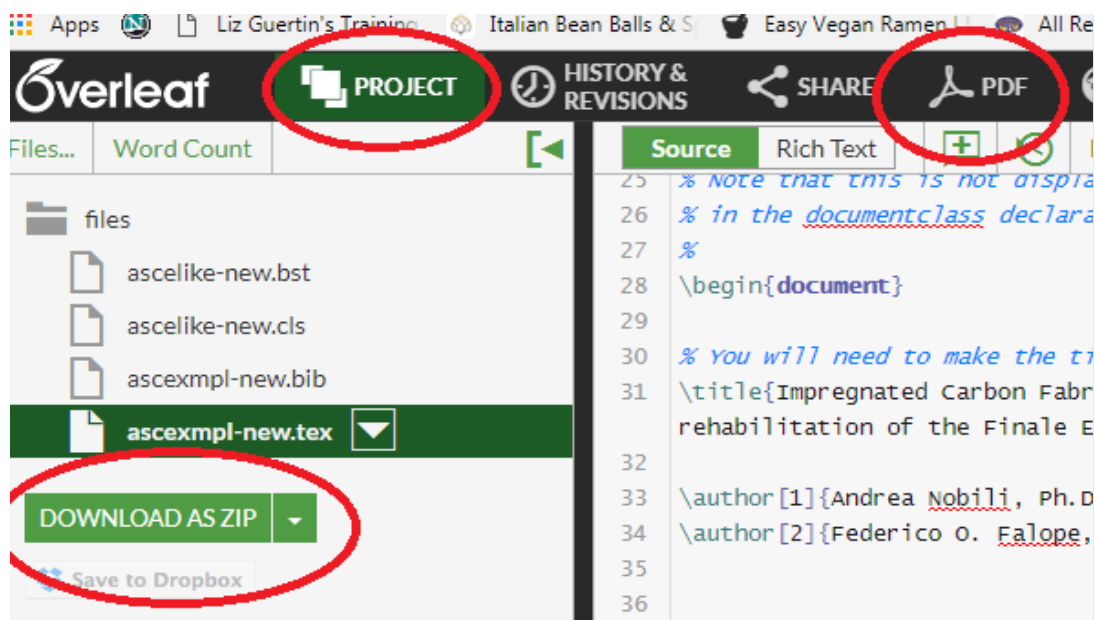 Apps Liz Guertin's Training Italian Bean Balls & S Easy Vegan Ramen All Re
Overleaf PROJECT HISTORY & REVISIONS SHARE PDF
Files... Word Count Source Rich Text
25 % Note that this is not displa
files
26 % in the documentclass declara
27 %
ascelike-new.bst
28 \begin{document}
29
ascelike-new.cls
30 % You will need to make the ti
ascexmpl-new.bib
31 \title{Impregnated Carbon Fabr
ascexmpl-new.tex
rehabilitation of the Finale E
32
33 \author[1]{Andrea Nobili, Ph.D
DOWNLOAD AS ZIP
34 \author[2]{Federico O. Falope,
35
Save to Dropbox
36